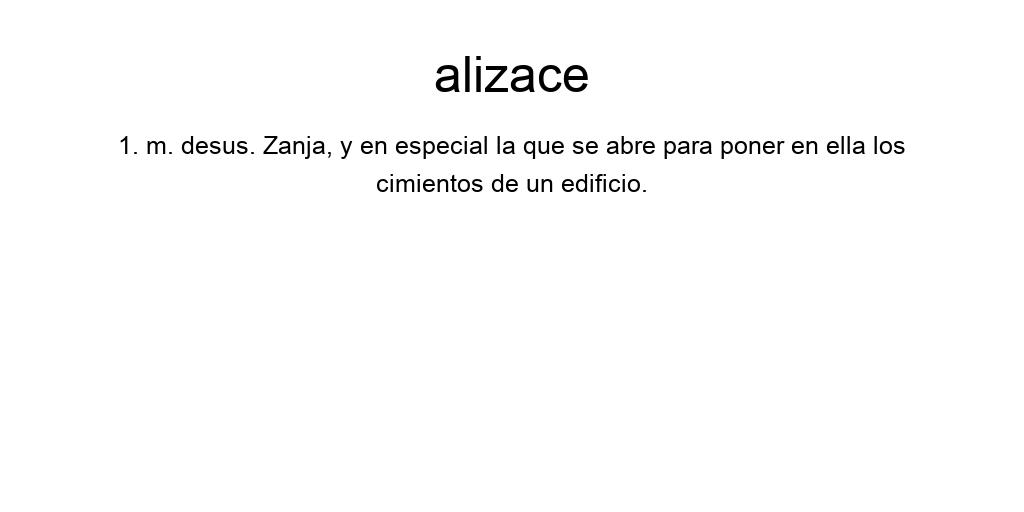 alizace
1. m. desus. Zanja, y en especial la que se abre para poner en ella los
cimientos de un edificio.